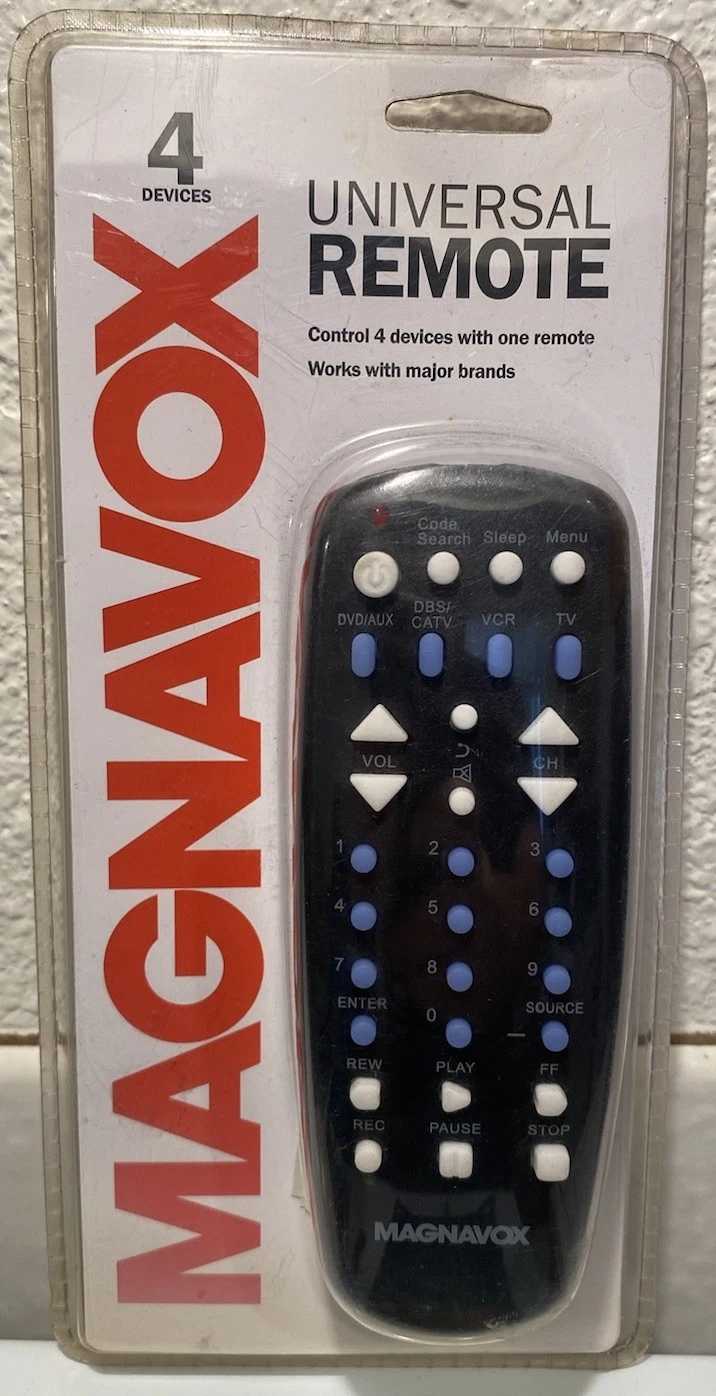 4
DEVICES
MAGNAVOX
UNIVERSAL
REMOTE
Control 4 devices with one remote
Works with major brands
Code
Search
Sleep
Menu
DVD/AUX
DBS/
CATV
VCR
TV
VOL
CH
1
2
3
4
5
6
7
8
9
ENTER
0
SOURCE
REW
PLAY
FF
REC
PAUSE
STOP
MAGNAVOX